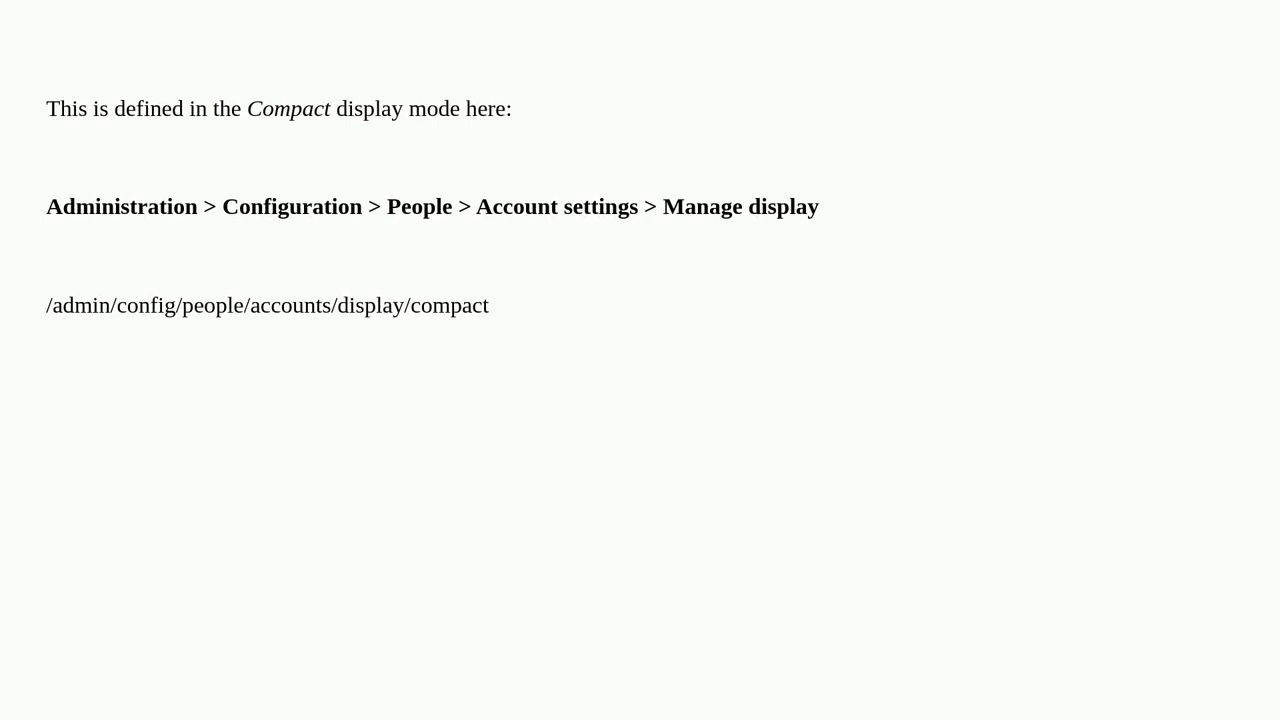 This is defined in the Compact display mode here:
Administration > Configuration > People > Account settings > Manage display
/admin/config/people/accounts/display/compact